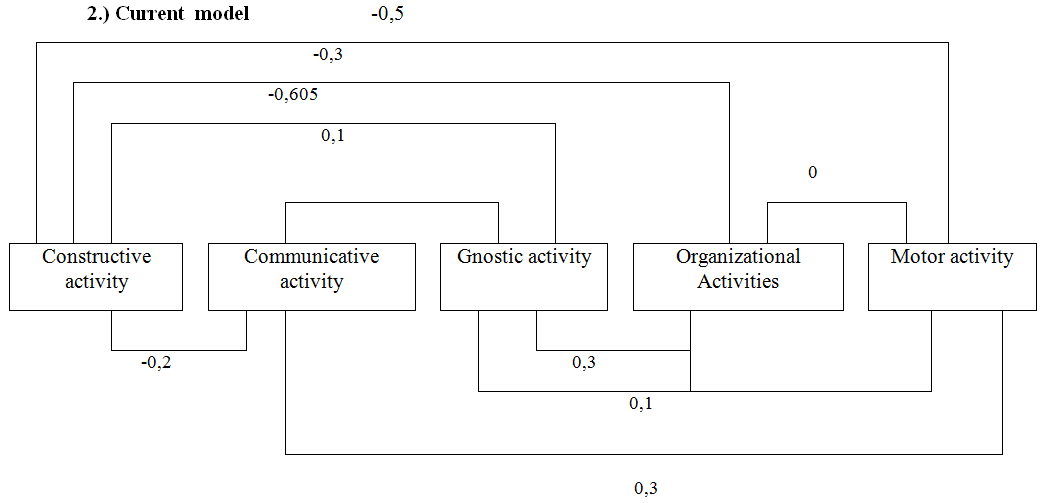 2.) Current model
-0,5
-0,3
-0,605
0,1
0
Constructive
activity
Communicative
activity
Gnostic activity
Organizational
Activities
Motor activity
-0,2
0,3
0,1
0,3